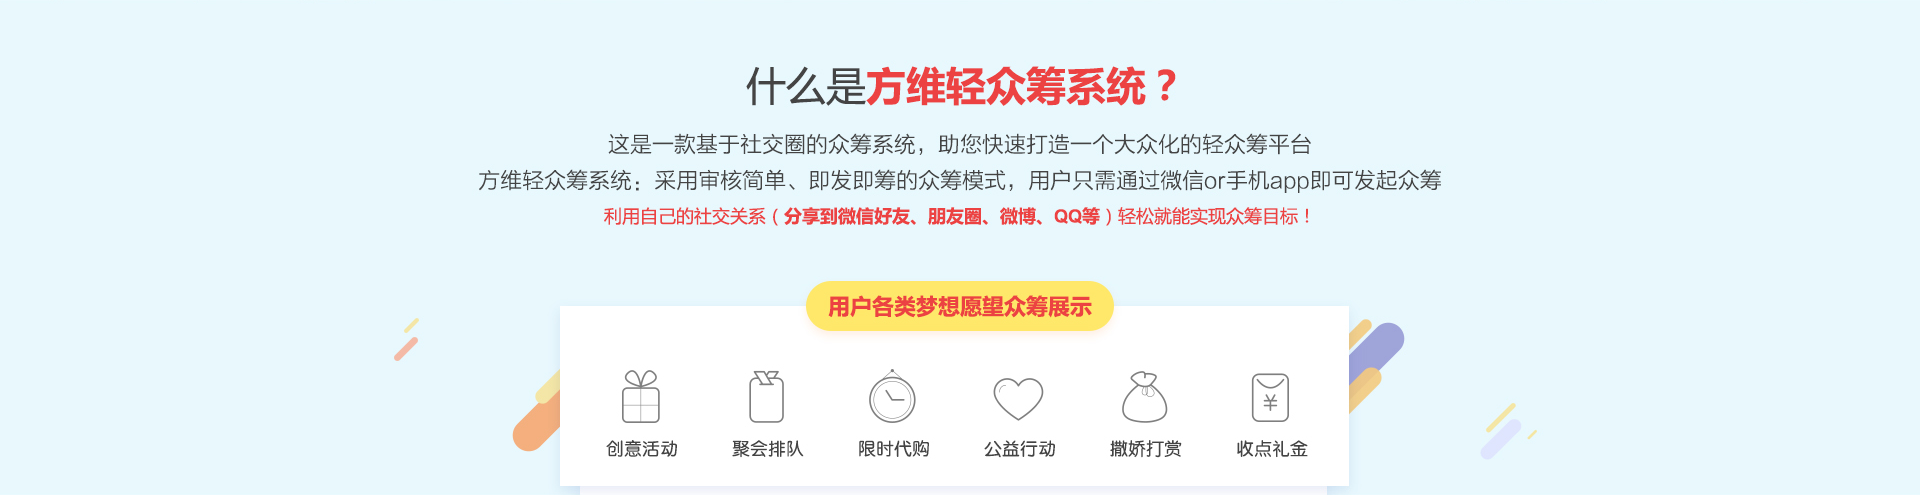 什么是方维轻众筹系统？
这是一款基于社交圈的众筹系统，助您快速打造一个大众化的轻众筹平台
方维轻众筹系统：采用审核简单、即发即筹的众筹模式，用户只需通过微信or手机app即可发起众筹
利用自己的社交关系（分享到微信好友、朋友圈、微博、QQ等）轻松就能实现众筹目标！
用户各类梦想愿望众筹展示
¥
创意活动 聚会排队 限时代购 公益行动 撒娇打赏 收点礼金